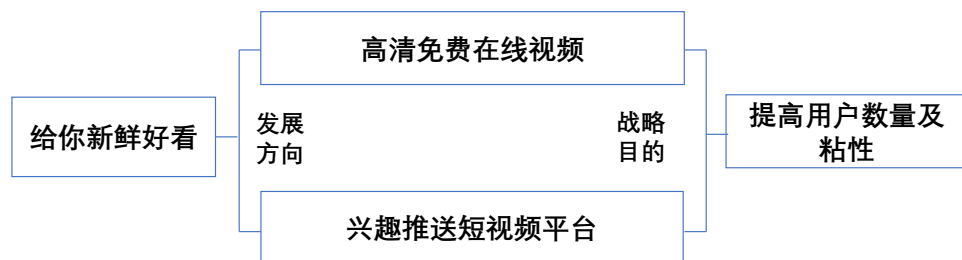 高清免费在线视频
给你新鲜好看
发展
方向
战略
目的
提高用户数量及
粘性
兴趣推送短视频平台